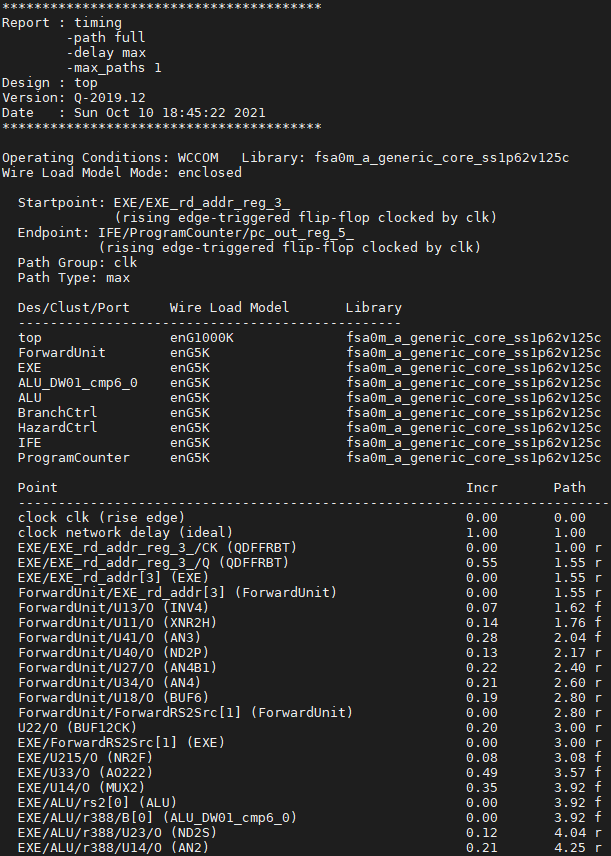 ****************************************
Report : timing
        -path full
        -delay max
        -max_paths 1
Design : top
Version: Q-2019.12
Date   : Sun Oct 10 18:45:22 2021
****************************************

Operating Conditions: WCCOM   Library: fsa0m_a_generic_core_ss1p62v125c
Wire Load Model Mode: enclosed

  Startpoint: EXE/EXE_rd_addr_reg_3_
              (rising edge-triggered flip-flop clocked by clk)
  Endpoint: IFE/ProgramCounter/pc_out_reg_5_
            (rising edge-triggered flip-flop clocked by clk)
  Path Group: clk
  Path Type: max

  Des/Clust/Port     Wire Load Model       Library
  ------------------------------------------------
  top                enG1000K              fsa0m_a_generic_core_ss1p62v125c
  ForwardUnit        enG5K                 fsa0m_a_generic_core_ss1p62v125c
  EXE                enG5K                 fsa0m_a_generic_core_ss1p62v125c
  ALU_DW01_cmp6_0    enG5K                 fsa0m_a_generic_core_ss1p62v125c
  ALU                enG5K                 fsa0m_a_generic_core_ss1p62v125c
  BranchCtrl         enG5K                 fsa0m_a_generic_core_ss1p62v125c
  HazardCtrl         enG5K                 fsa0m_a_generic_core_ss1p62v125c
  IFE                enG5K                 fsa0m_a_generic_core_ss1p62v125c
  ProgramCounter     enG5K                 fsa0m_a_generic_core_ss1p62v125c

  Point                                                   Incr       Path
  --------------------------------------------------------------------------
  clock clk (rise edge)                                   0.00       0.00
  clock network delay (ideal)                             1.00       1.00
  EXE/EXE_rd_addr_reg_3_/CK (QDFFRBT)                     0.00       1.00 r
  EXE/EXE_rd_addr_reg_3_/Q (QDFFRBT)                      0.55       1.55 r
  EXE/EXE_rd_addr[3] (EXE)                                0.00       1.55 r
  ForwardUnit/EXE_rd_addr[3] (ForwardUnit)                0.00       1.55 r
  ForwardUnit/U13/O (INV4)                                0.07       1.62 f
  ForwardUnit/U11/O (XNR2H)                               0.14       1.76 f
  ForwardUnit/U41/O (AN3)                                 0.28       2.04 f
  ForwardUnit/U40/O (ND2P)                                0.13       2.17 r
  ForwardUnit/U27/O (AN4B1)                               0.22       2.40 r
  ForwardUnit/U34/O (AN4)                                 0.21       2.60 r
  ForwardUnit/U18/O (BUF6)                                0.19       2.80 r
  ForwardUnit/ForwardRS2Src[1] (ForwardUnit)              0.00       2.80 r
  U22/O (BUF12CK)                                         0.20       3.00 r
  EXE/ForwardRS2Src[1] (EXE)                              0.00       3.00 r
  EXE/U215/O (NR2F)                                       0.08       3.08 f
  EXE/U33/O (AO222)                                       0.49       3.57 f
  EXE/U14/O (MUX2)                                        0.35       3.92 f
  EXE/ALU/rs2[0] (ALU)                                    0.00       3.92 f
  EXE/ALU/r388/B[0] (ALU_DW01_cmp6_0)                     0.00       3.92 f
  EXE/ALU/r388/U23/O (ND2S)                               0.12       4.04 r
  EXE/ALU/r388/U14/O (AN2)                                0.21       4.25 r